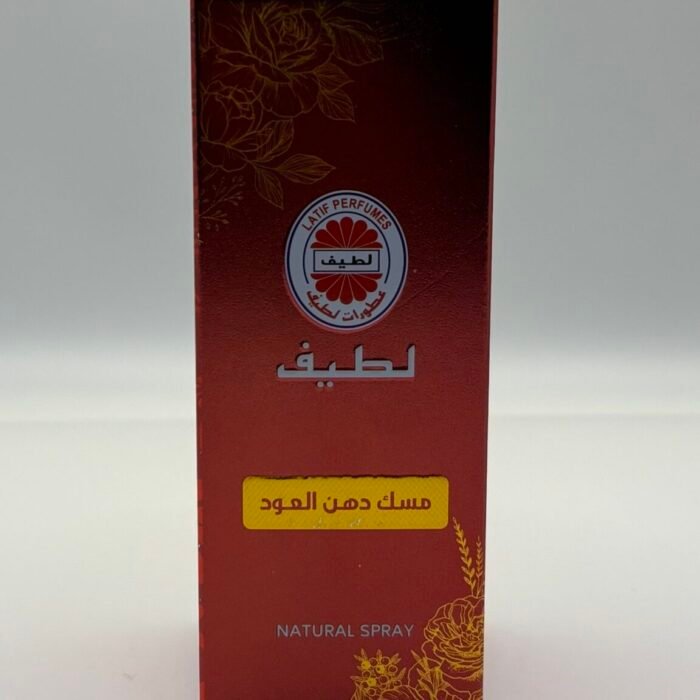 LATIF PERFUMES
لطيف
عطورات لطيف
لطيف
مسك دهن العود
NATURAL SPRAY